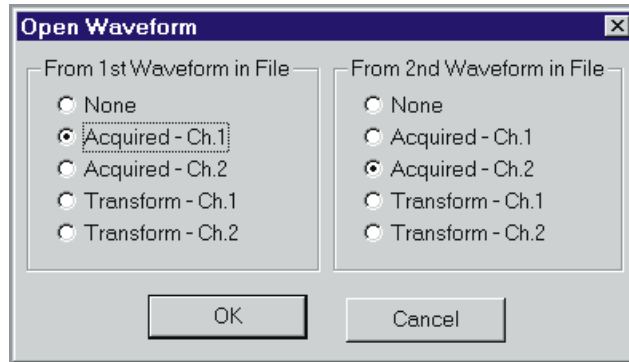 Open Waveform
From 1st Waveform in File
None
Acquired - Ch.1
Acquired - Ch.2
Transform - Ch.1
Transform - Ch.2
From 2nd Waveform in File
None
Acquired - Ch.1
Acquired - Ch.2
Transform - Ch.1
Transform - Ch.2
OK
Cancel